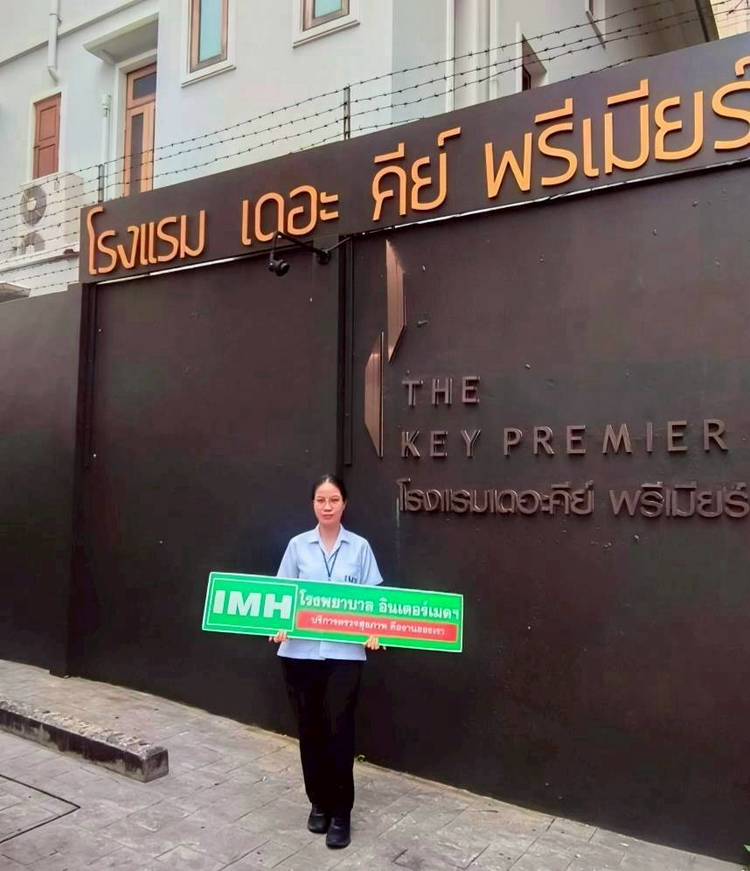 โรงแรม เดอะ คีย์ พรีเมียร์
THE
KEY PREMIER
โรงแรมเดอะคีย์ พรีเมียร์
IMH
โรงพยาบาล อินเตอร์เมดฯ
บริการตรวจสุขภาพ คืองานของเรา